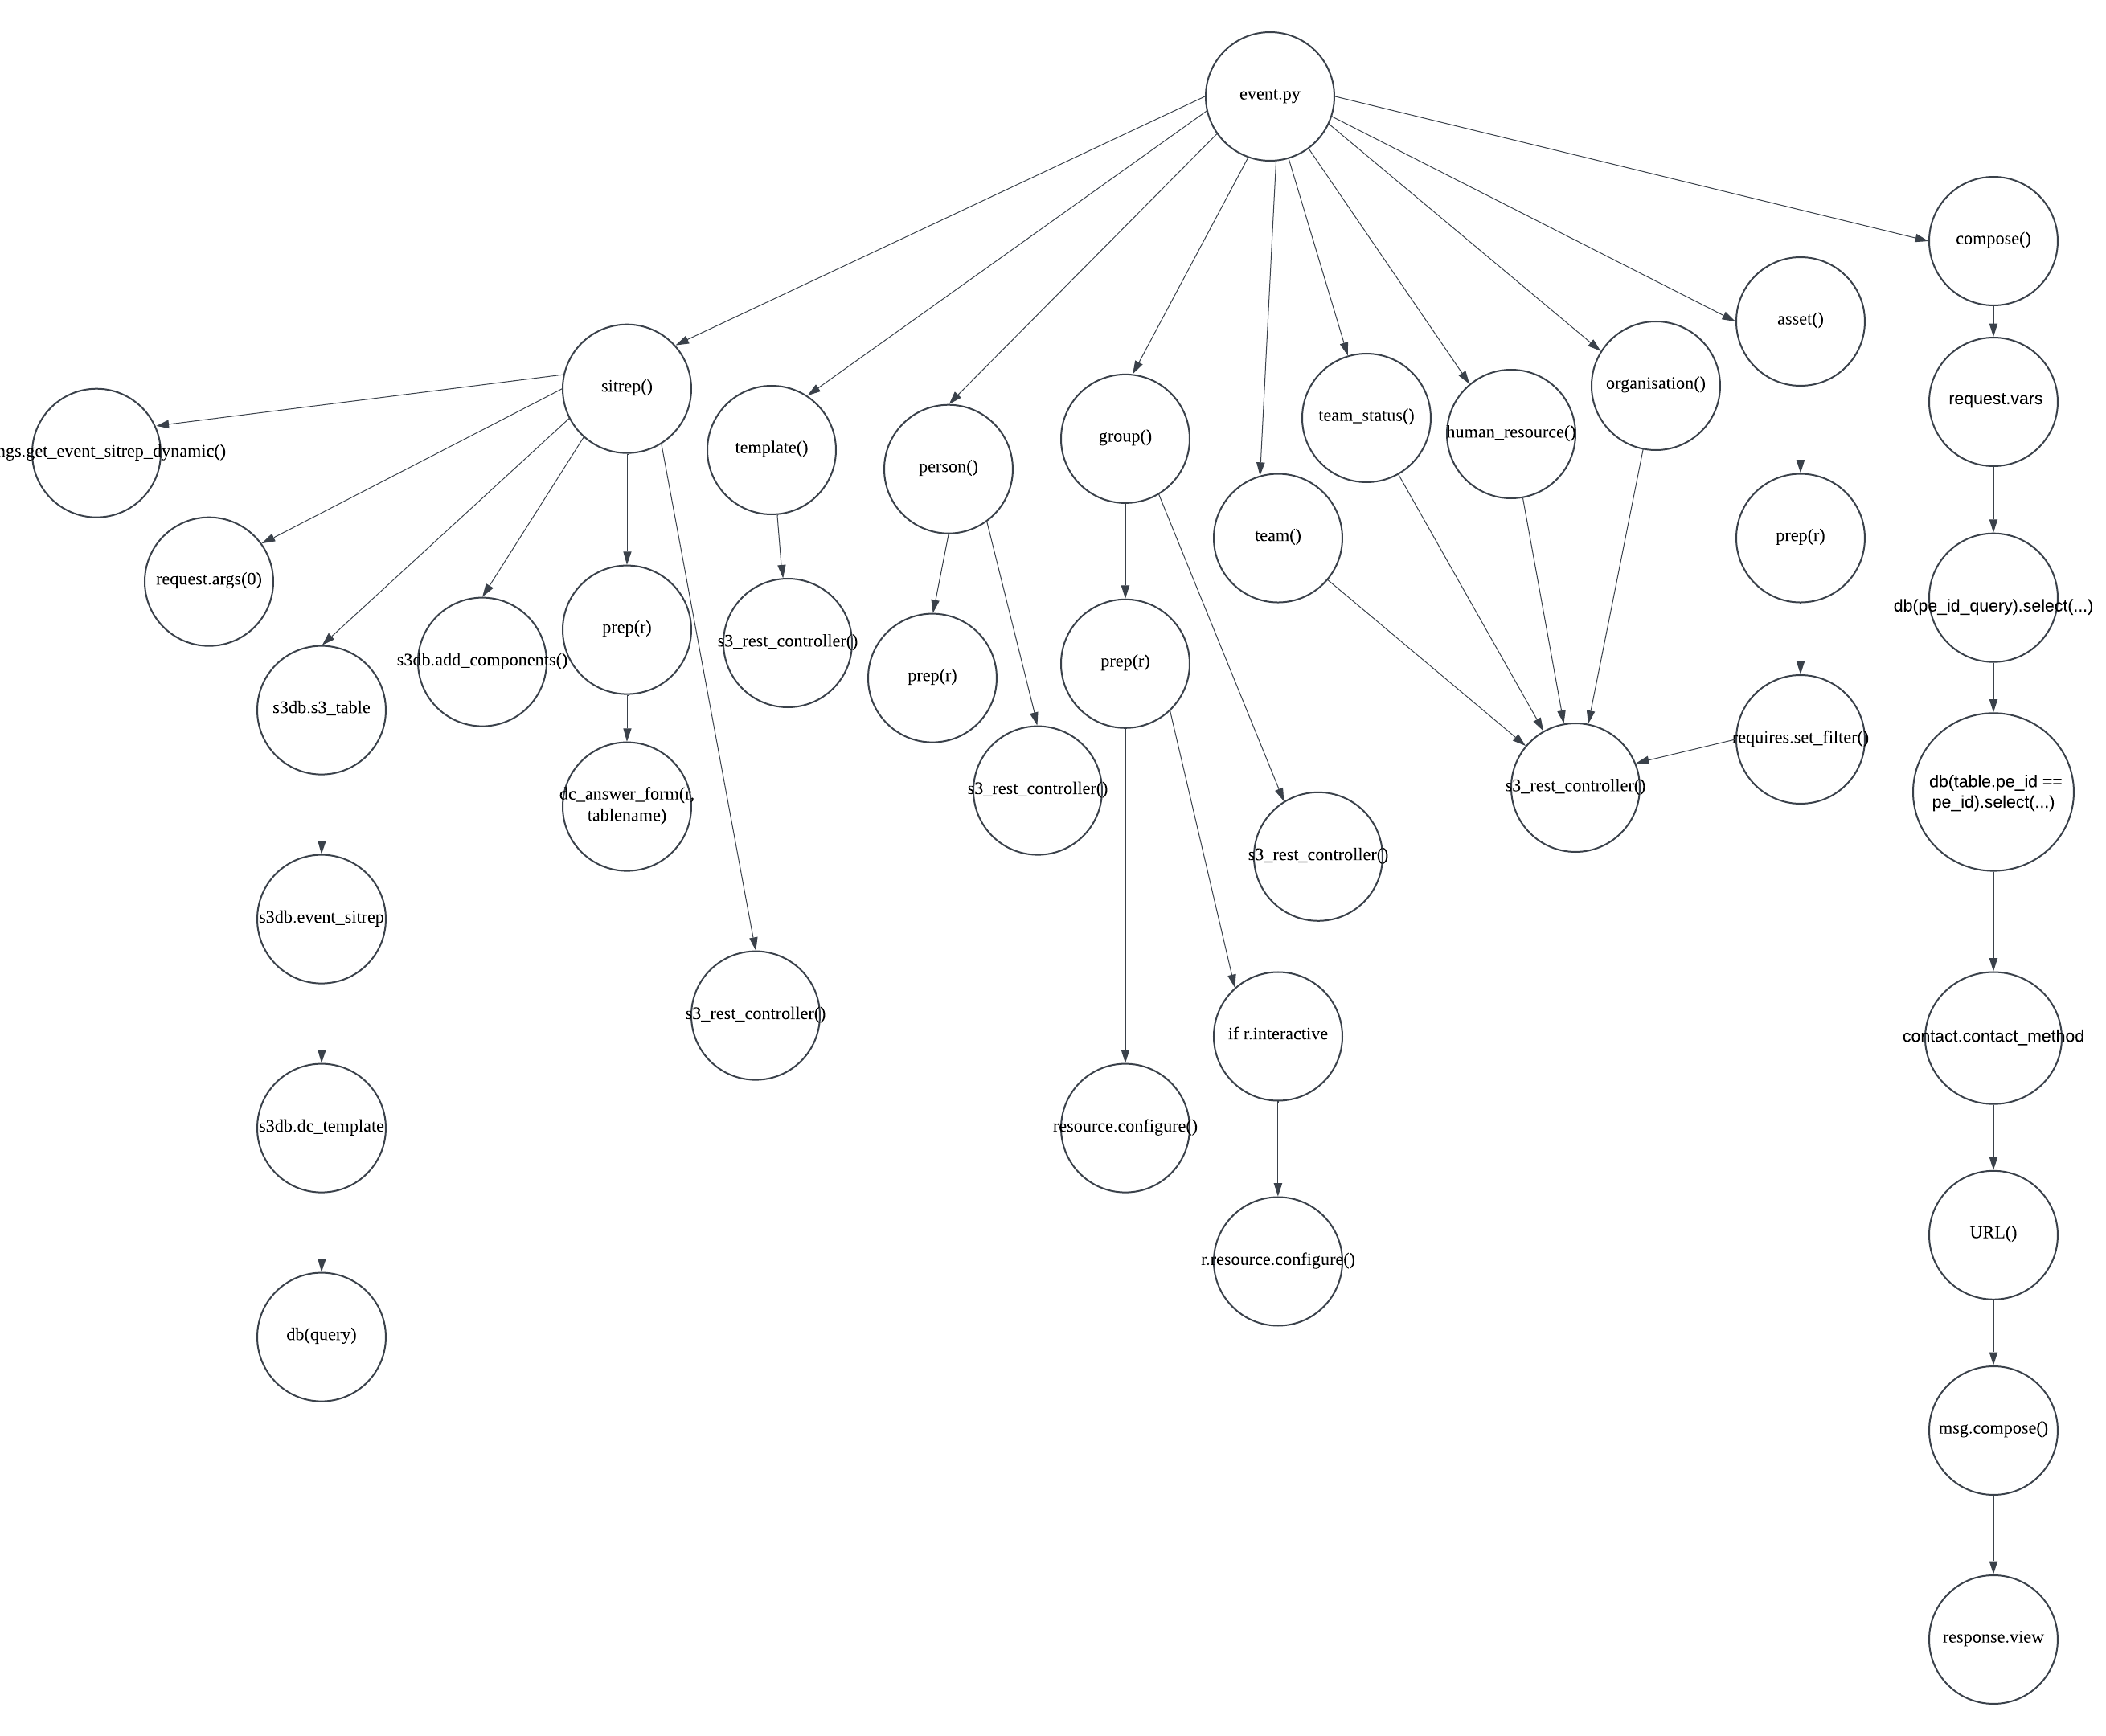 event.py
compose()
asset()
sitrep()
organisation()
request.vars
team_status()
human_resource()
group()
template()
ngs.get_event_sitrep_dynamic()
person()
team()
prep(r)
request.args(0)
db(pe_id_query).select(...)
prep(r)
s3_rest_controller()
s3db.add_components()
prep(r)
prep(r)
s3db.s3_table
requires.set_filter()
s3_rest_controller()
s3_rest_controller()
db(table.pe_id ==
pe_id).select(...)
dc_answer_form(r,
tablename)
s3_rest_controller()
s3db.event_sitrep
s3_rest_controller()
if r.interactive
contact.contact_method
s3db.dc_template
resource.configure()
URL()
r.resource.configure()
db(query)
msg.compose()
response.view